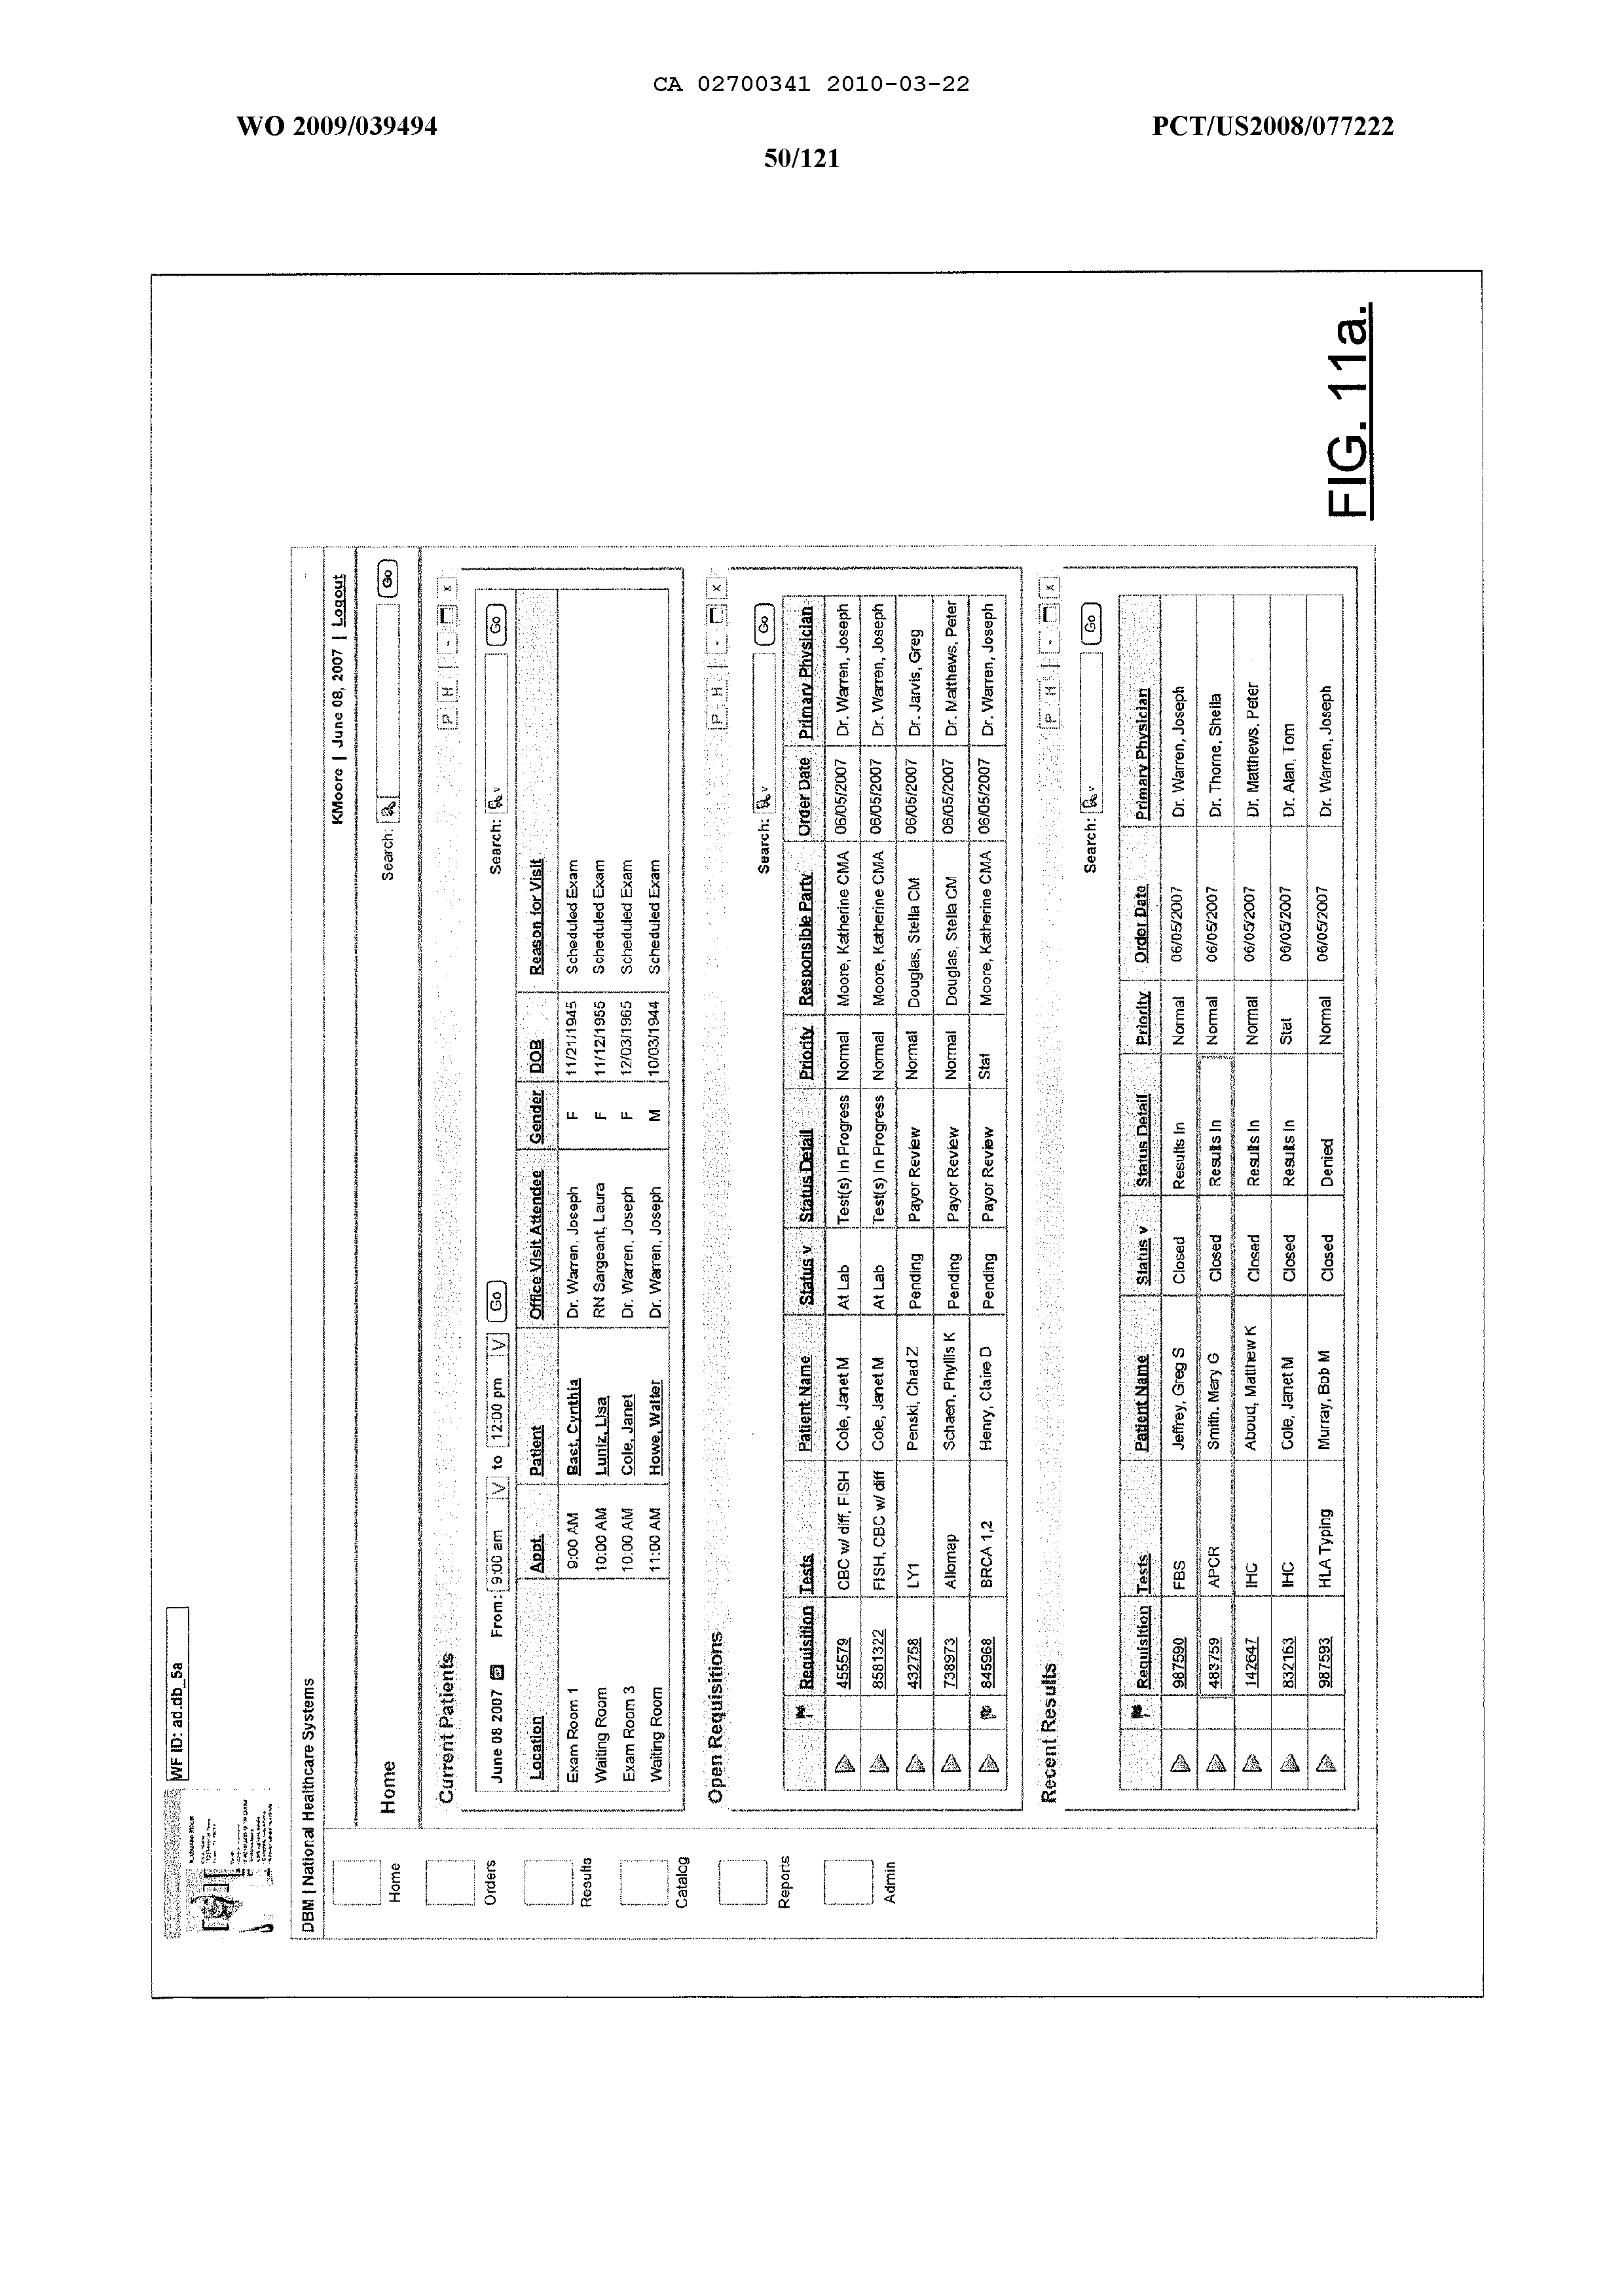 CA 02700341 2010-03-22
WO 2009/039494 PCT/US2008/077222
50/121
WF ID: ad.db_5a
DBM | National Healthcare Systems
KMoore | June 08, 2007 | Logout
Home
Search: Go
Home
Orders
Results
Catalog
Reports
Admin
Current Patients P H - x
June 08 2007 From: 9:00 am V to 12:00 pm V Go Search: v Go
Location Appt. Patient Office Visit Attendee Gender DOB Reason for Visit
Exam Room 1 9:00 AM Bast, Cynthia Dr. Warren, Joseph F 11/21/1945 Scheduled Exam
Waiting Room 10:00 AM Luniz, Lisa RN Sargeant, Laura F 11/12/1955 Scheduled Exam
Exam Room 3 10:00 AM Cole, Janet Dr. Warren, Joseph F 12/03/1965 Scheduled Exam
Waiting Room 11:00 AM Howe, Walter Dr. Warren, Joseph M 10/03/1944 Scheduled Exam
Open Requisitions P H - x
Search: v Go
Requisition Tests Patient Name Status v Status Detail Priority Responsible Party Order Date Primary Physician
455579 CBC w/ diff, FISH Cole, Janet M At Lab Test(s) In Progress Normal Moore, Katherine CMA 06/05/2007 Dr. Warren, Joseph
8581322 FISH, CBC w/ diff Cole, Janet M At Lab Test(s) In Progress Normal Moore, Katherine CMA 06/05/2007 Dr. Warren, Joseph
432758 LY1 Penski, Chad Z Pending Payor Review Normal Douglas, Stella CM 06/05/2007 Dr. Jarvis, Greg
738973 Allomap Schaen, Phyllis K Pending Payor Review Normal Douglas, Stella CM 06/05/2007 Dr. Matthews, Peter
845968 BRCA 1,2 Henry, Claire D Pending Payor Review Stat Moore, Katherine CMA 06/05/2007 Dr. Warren, Joseph
Recent Results P H - x
Search: v Go
Requisition Tests Patient Name Status v Status Detail Priority Order Date Primary Physician
987590 FBS Jeffrey, Greg S Closed Results In Normal 06/05/2007 Dr. Warren, Joseph
483759 APCR Smith, Mary G Closed Results In Normal 06/05/2007 Dr. Thorne, Sheila
142647 IHC Aboud, Matthew K Closed Results In Normal 06/05/2007 Dr. Matthews, Peter
832163 IHC Cole, Janet M Closed Results In Stat 06/05/2007 Dr. Alan, Tom
987593 HLA Typing Murray, Bob M Closed Denied Normal 06/05/2007 Dr. Warren, Joseph
FIG. 11a.